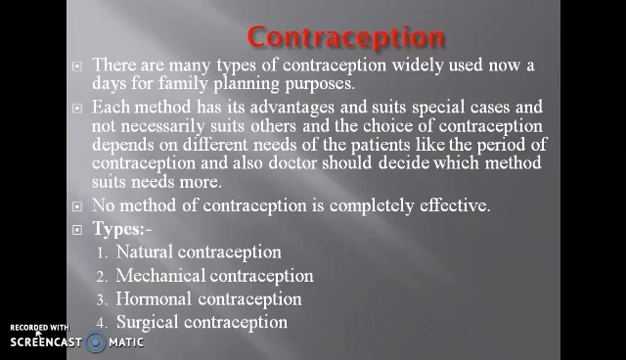 Contraception
There are many types of contraception widely used now a
days for family planning purposes.
Each method has its advantages and suits special cases and
not necessarily suits others and the choice of contraception
depends on different needs of the patients like the period of
contraception and also doctor should decide which method
suits needs more.
No method of contraception is completely effective.
Types:-
1. Natural contraception
2. Mechanical contraception
3. Hormonal contraception
4. Surgical contraception
RECORDED WITH
SCREENCAST MATIC